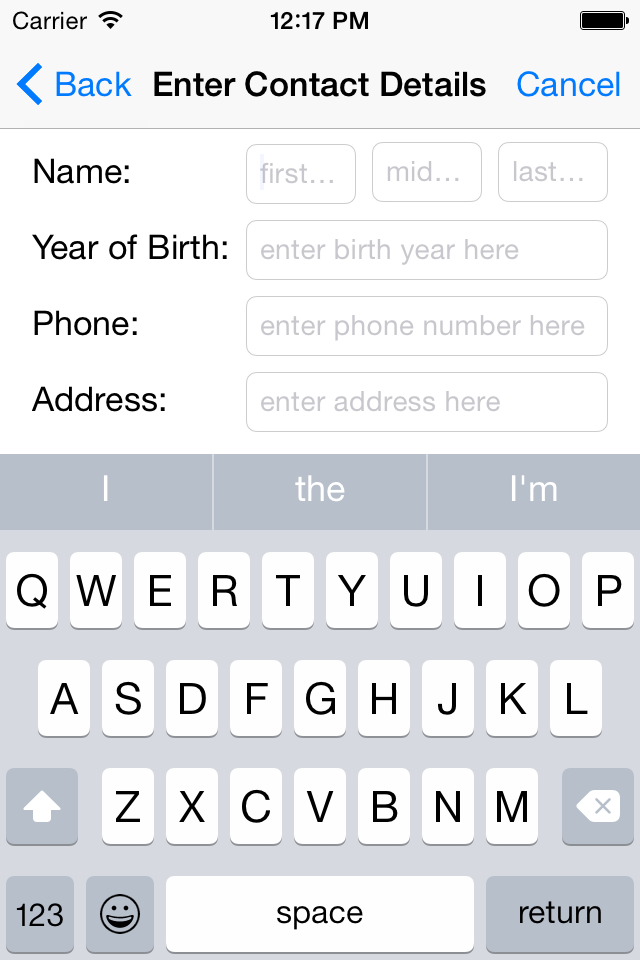 Carrier 12:17 PM
Back Enter Contact Details Cancel
Name: first... mid... last...
Year of Birth: enter birth year here
Phone: enter phone number here
Address: enter address here
I the I'm
Q W E R T Y U I O P
A S D F G H J K L
Z X C V B N M
123 space return